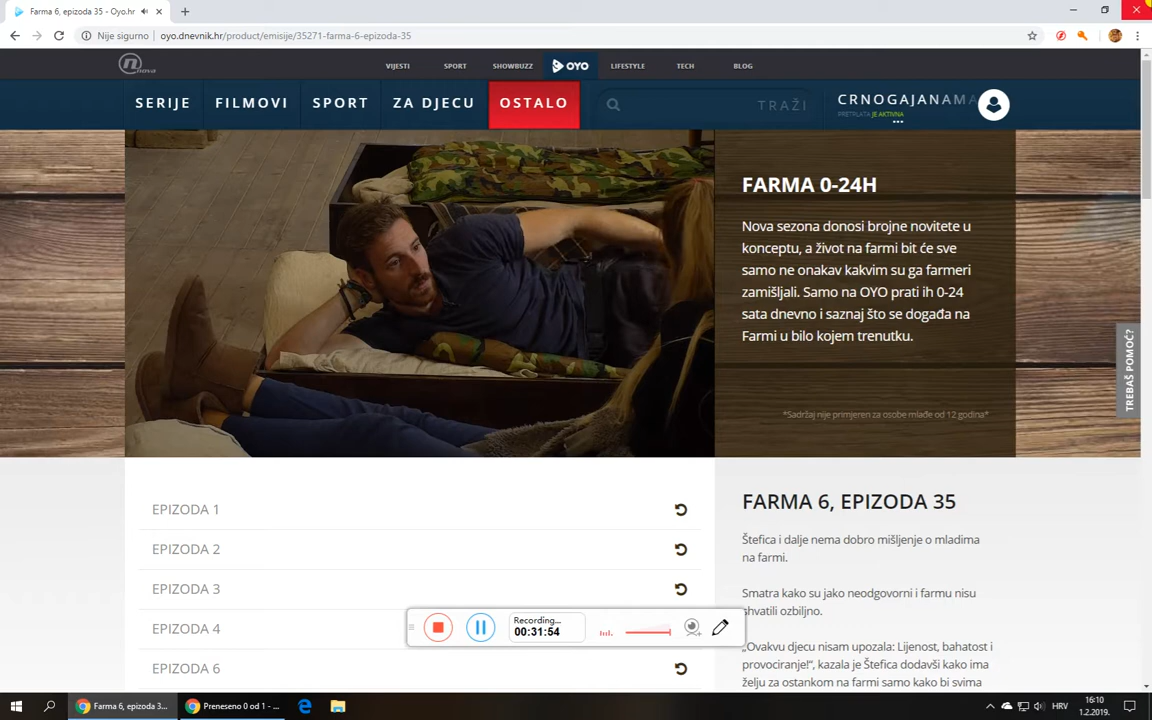 Farma 6, epizoda 35 - Oyo.hr
Nije sigurno
oyo.dnevnik.hr/product/emisije/35271-farma-6-epizoda-35
nova
VIJESTI
SPORT
SHOWBUZZ
OYO
LIFESTYLE
TECH
BLOG
SERIJE
FILMOVI
SPORT
ZA DJECU
OSTALO
TRAŽI
CRNOGAJANAMA
PRETPLATA JE AKTIVNA
FARMA 0-24H
Nova sezona donosi brojne novitete u
konceptu, a život na farmi bit će sve
samo ne onakav kakvim su ga farmeri
zamišljali. Samo na OYO prati ih 0-24
sata dnevno i saznaj što se događa na
Farmi u bilo kojem trenutku.
*Sadržaj nije primjeren za osobe mlađe od 12 godina*
TREBAŠ POMOĆ?
EPIZODA 1
EPIZODA 2
EPIZODA 3
EPIZODA 4
EPIZODA 6
FARMA 6, EPIZODA 35
Štefica i dalje nema dobro mišljenje o mladima
na farmi.
Smatra kako su jako neodgovorni i farmu nisu
shvatili ozbiljno.
„Ovakvu djecu nisam upozala: Lijenost, bahatost i
provociranje!“, kazala je Štefica dodavši kako ima
želju za ostankom na farmi samo kako bi svima
Recording...
00:31:54
Farma 6, epizoda 3...
Preneseno 0 od 1 - ...
HRV
16:10
1.2.2019.